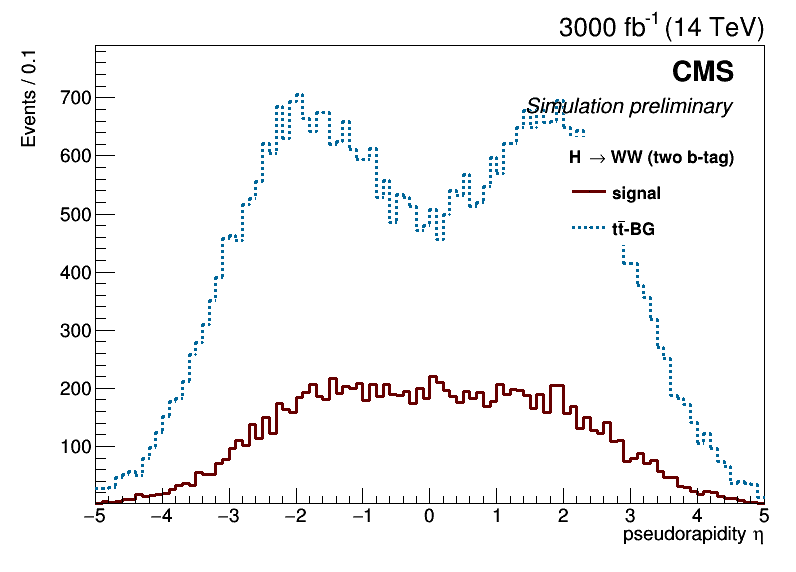 3000 fb⁻¹ (14 TeV)
Events / 0.1
CMS
Simulation preliminary
H → WW (two b-tag)
signal
tt̄-BG
700
600
500
400
300
200
100
−5 −4 −3 −2 −1 0 1 2 3 4 5
pseudorapidity η